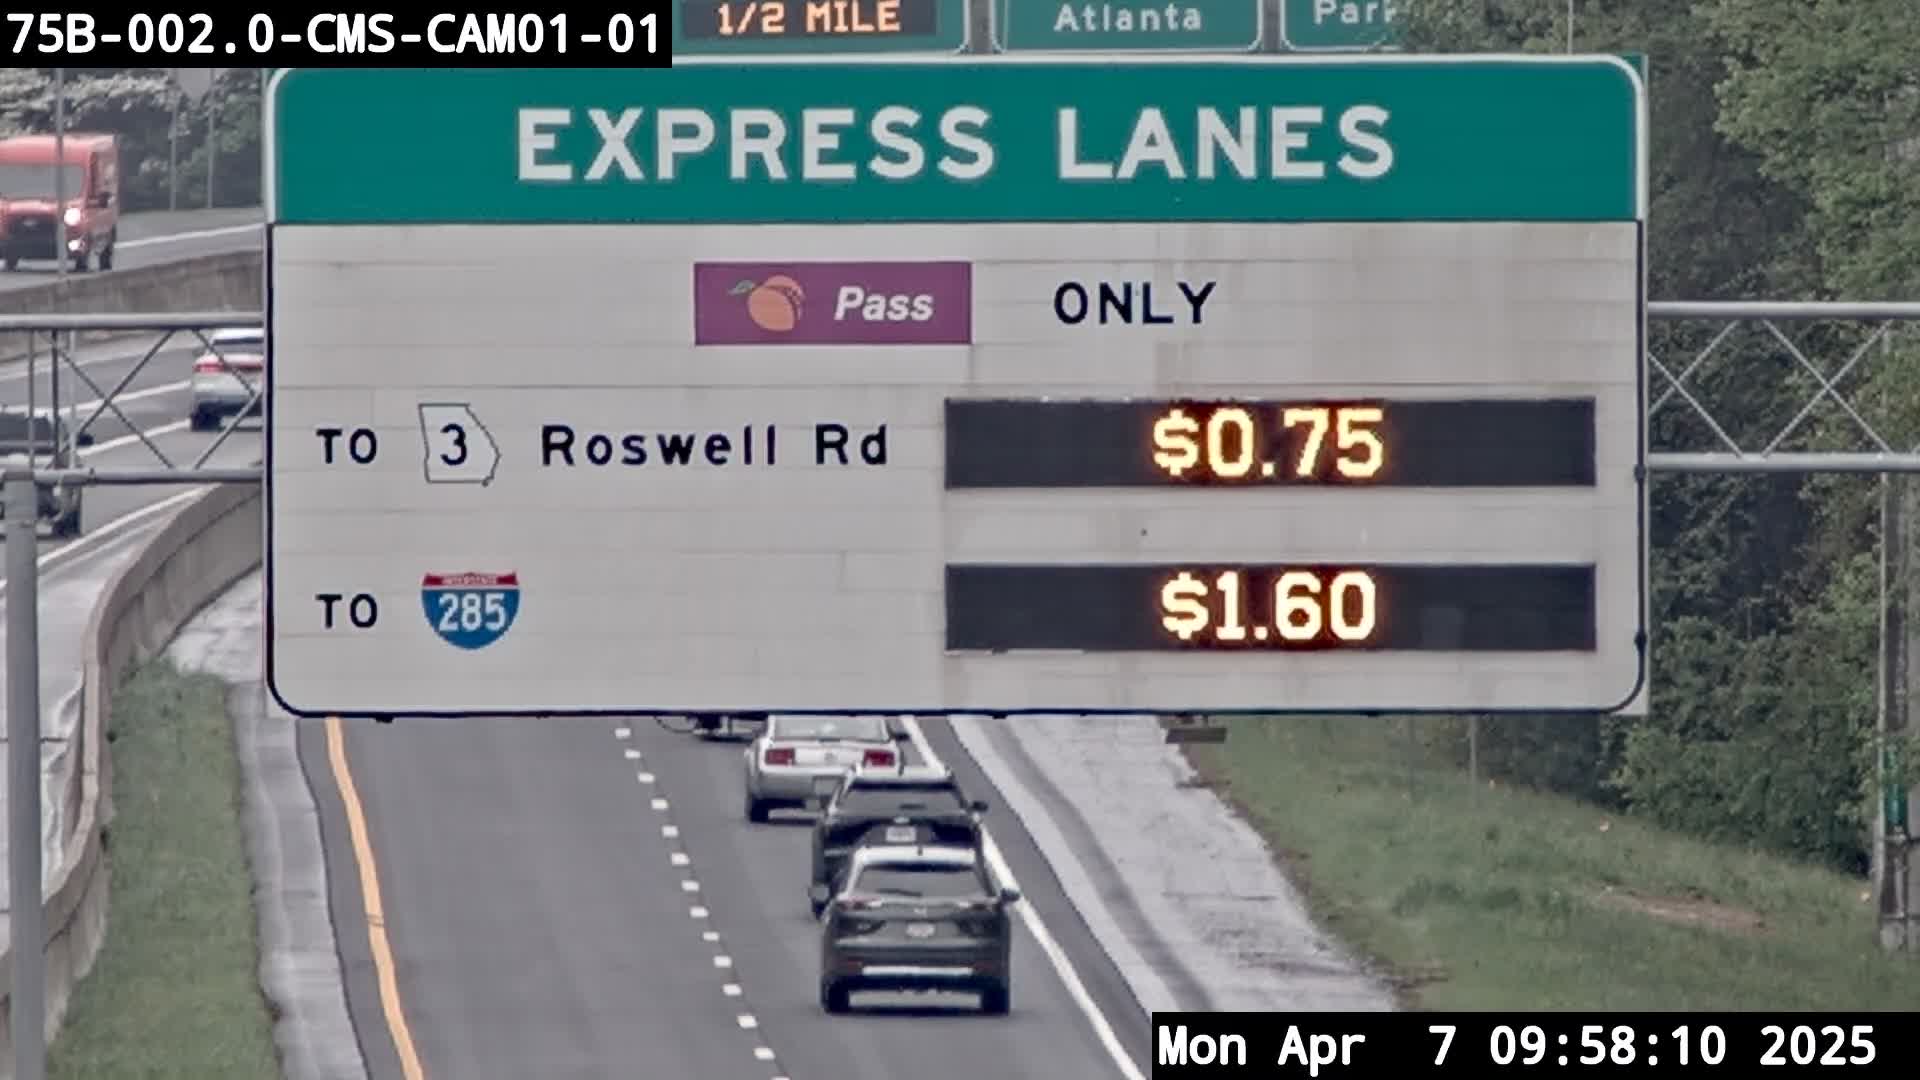 75B-002.0-CMS-CAM01-01
1/2 MILE
Atlanta
EXPRESS LANES
Pass ONLY
TO 3 Roswell Rd $0.75
TO INTERSTATE 285 $1.60
Mon Apr 7 09:58:10 2025